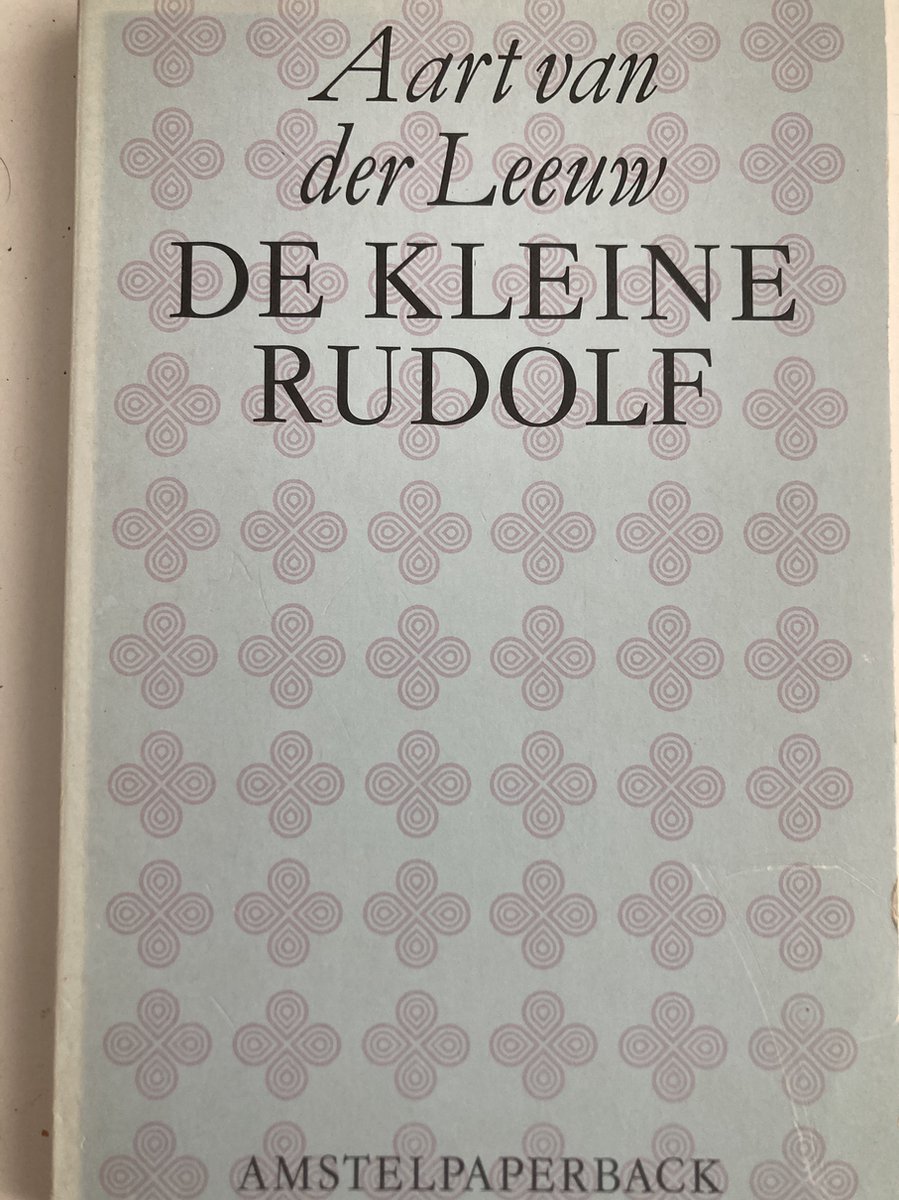 Aart van
der Leeuw
DE KLEINE
RUDOLF
AMSTELPAPERBACK